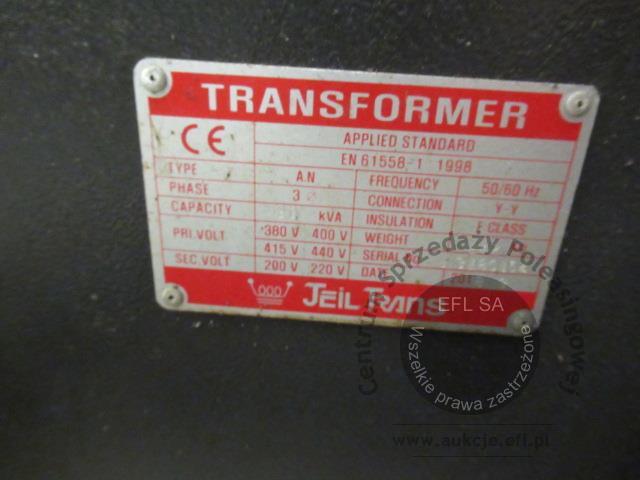 TRANSFORMER
CE
APPLIED STANDARD
EN 61558-1 1998
TYPE A.N FREQUENCY 50/60 Hz
PHASE 3 Ø CONNECTION Y-Y
CAPACITY kVA INSULATION CLASS
PRI.VOLT 380 V 400 V WEIGHT
415 V 440 V SERIAL
SEC.VOLT 200 V 220 V DATE
JEIL TRANS
Centrum Sprzedaży Poleasingowej
EFL SA
Wszelkie prawa zastrzeżone
www.aukcje.efl.pl